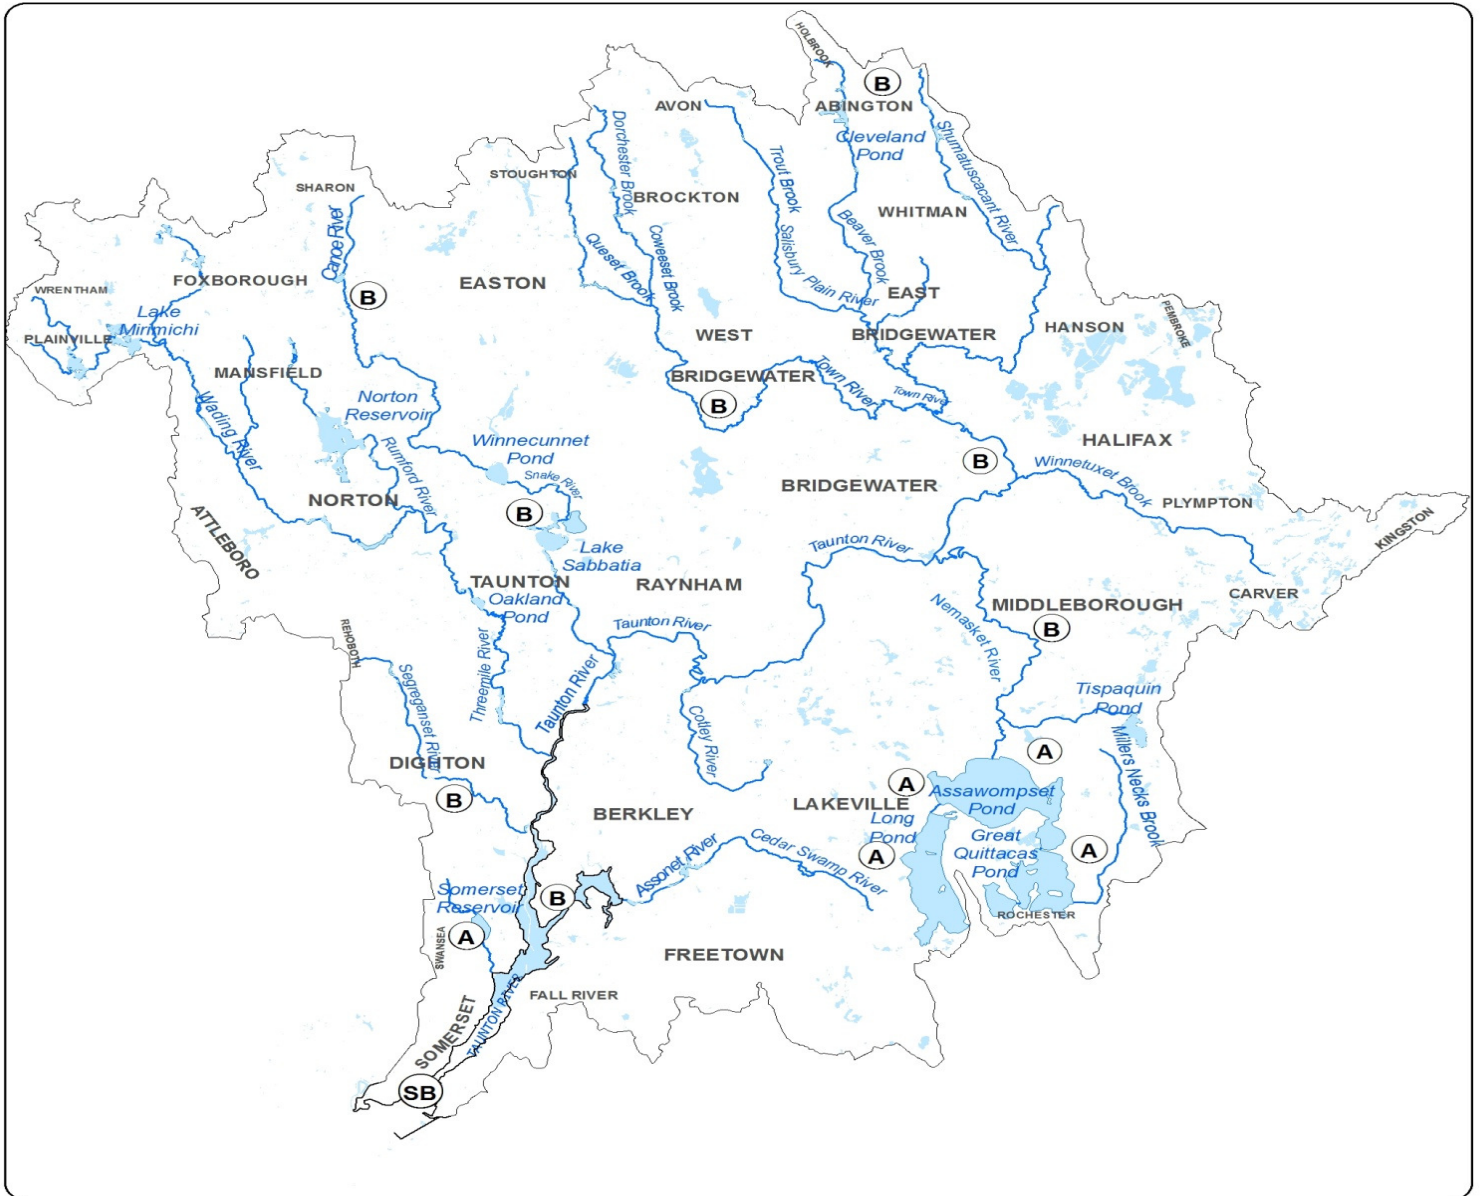 HOLBROOK
B
AVON
ABINGTON
Cleveland
Pond
Dorchester Brook
Trout Brook
Shumatuscacant River
STOUGHTON
SHARON
BROCKTON
WHITMAN
Canoe River
Queset Brook
Coweeset Brook
Salisbury Plain River
Beaver Brook
FOXBOROUGH
EASTON
WRENTHAM
B
EAST
BRIDGEWATER
Lake
Mirimichi
PLAINVILLE
WEST
BRIDGEWATER
HANSON
PEMBROKE
MANSFIELD
Wading River
Norton
Reservoir
B
Town River
Town River
Rumford River
Winnecunnet
Pond
Snake River
HALIFAX
B
Winnetuxet Brook
BRIDGEWATER
NORTON
PLYMPTON
B
KINGSTON
ATTLEBORO
Lake
Sabbatia
Taunton River
TAUNTON
Oakland
Pond
RAYNHAM
CARVER
Nemasket River
MIDDLEBOROUGH
B
REHOBOTH
Taunton River
Threemile River
Segreganset River
Taunton River
Tispaquin
Pond
Cotley River
Millers Necks Brook
A
DIGHTON
B
A
Assawompset
Pond
LAKEVILLE
BERKLEY
Long
Pond
Great
Quittacas
Pond
A
A
Assonet River
Cedar Swamp River
Somerset
Reservoir
B
ROCHESTER
A
SWANSEA
FREETOWN
FALL RIVER
SOMERSET
TAUNTON RIVER
SB